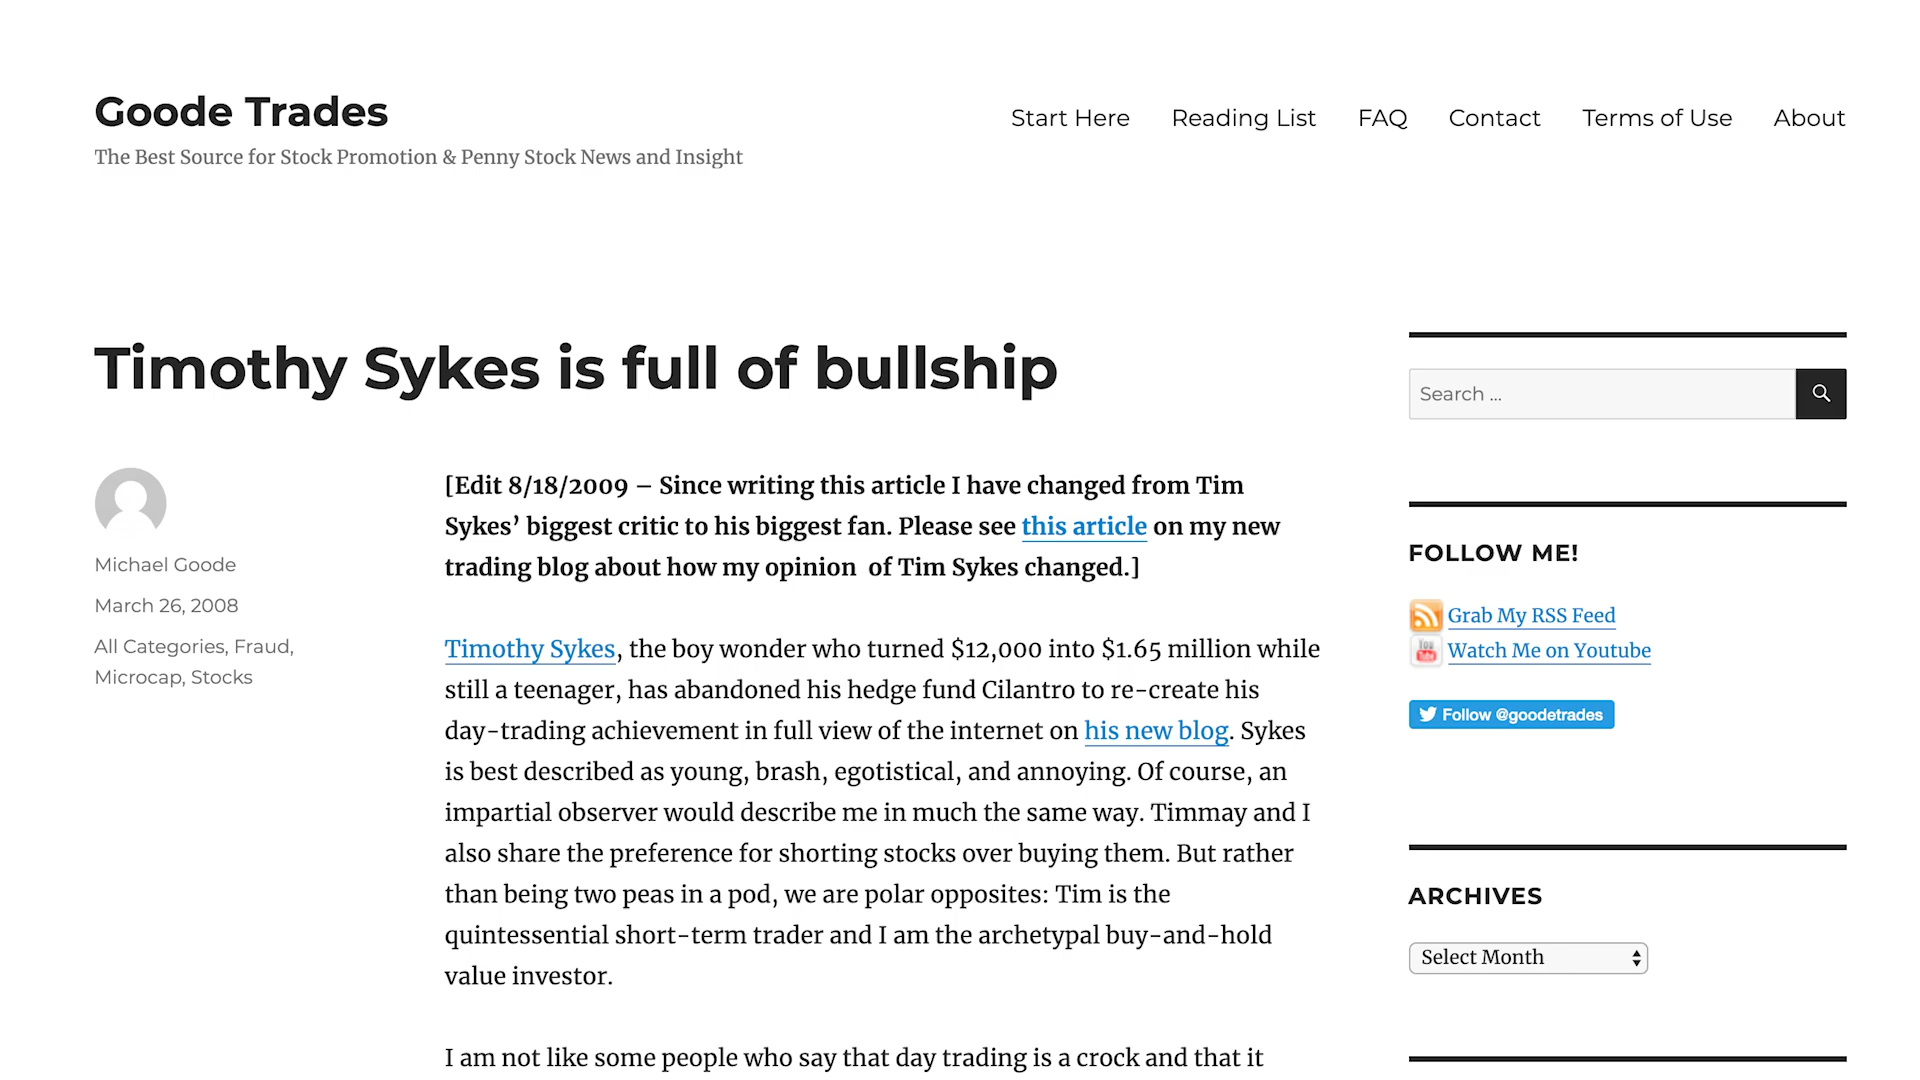 Goode Trades
The Best Source for Stock Promotion & Penny Stock News and Insight
Start Here
Reading List
FAQ
Contact
Terms of Use
About
Timothy Sykes is full of bullship
Michael Goode
March 26, 2008
All Categories, Fraud,
Microcap, Stocks
[Edit 8/18/2009 – Since writing this article I have changed from Tim
Sykes’ biggest critic to his biggest fan. Please see this article on my new
trading blog about how my opinion of Tim Sykes changed.]
Timothy Sykes, the boy wonder who turned $12,000 into $1.65 million while
still a teenager, has abandoned his hedge fund Cilantro to re-create his
day-trading achievement in full view of the internet on his new blog. Sykes
is best described as young, brash, egotistical, and annoying. Of course, an
impartial observer would describe me in much the same way. Timmay and I
also share the preference for shorting stocks over buying them. But rather
than being two peas in a pod, we are polar opposites: Tim is the
quintessential short-term trader and I am the archetypal buy-and-hold
value investor.
I am not like some people who say that day trading is a crock and that it
Search ...
FOLLOW ME!
Grab My RSS Feed
You Tube
Watch Me on Youtube
Follow @goodetrades
ARCHIVES
Select Month